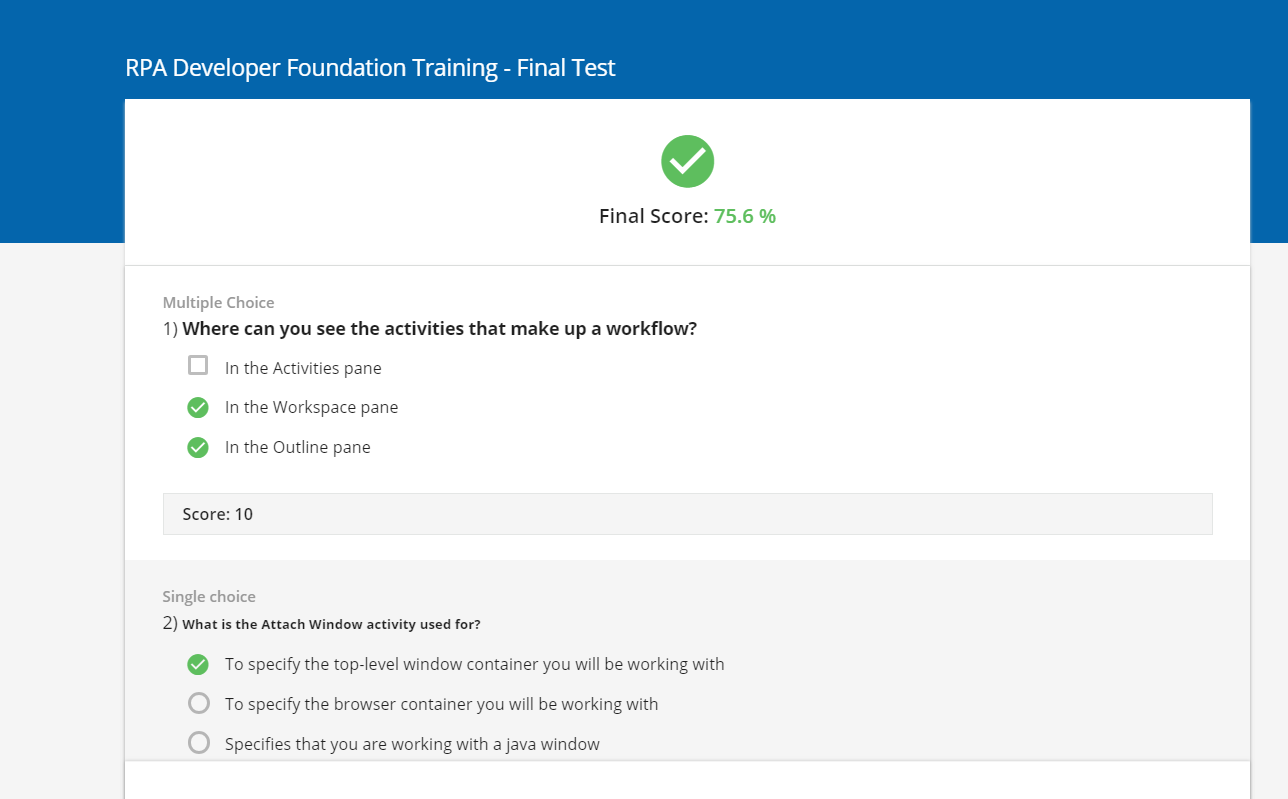 RPA Developer Foundation Training - Final Test
Final Score: 75.6 %
Multiple Choice
1) Where can you see the activities that make up a workflow?
In the Activities pane
In the Workspace pane
In the Outline pane
Score: 10
Single choice
2) What is the Attach Window activity used for?
To specify the top-level window container you will be working with
To specify the browser container you will be working with
Specifies that you are working with a java window